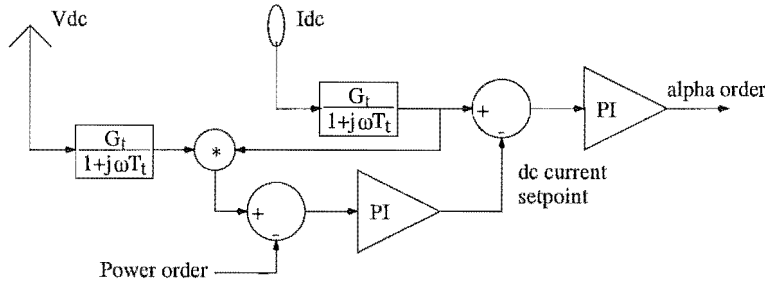 Vdc
Idc
G_t
1+jωT_t
+
-
PI
alpha order
G_t
1+jωT_t
*
dc current
setpoint
+
-
PI
Power order